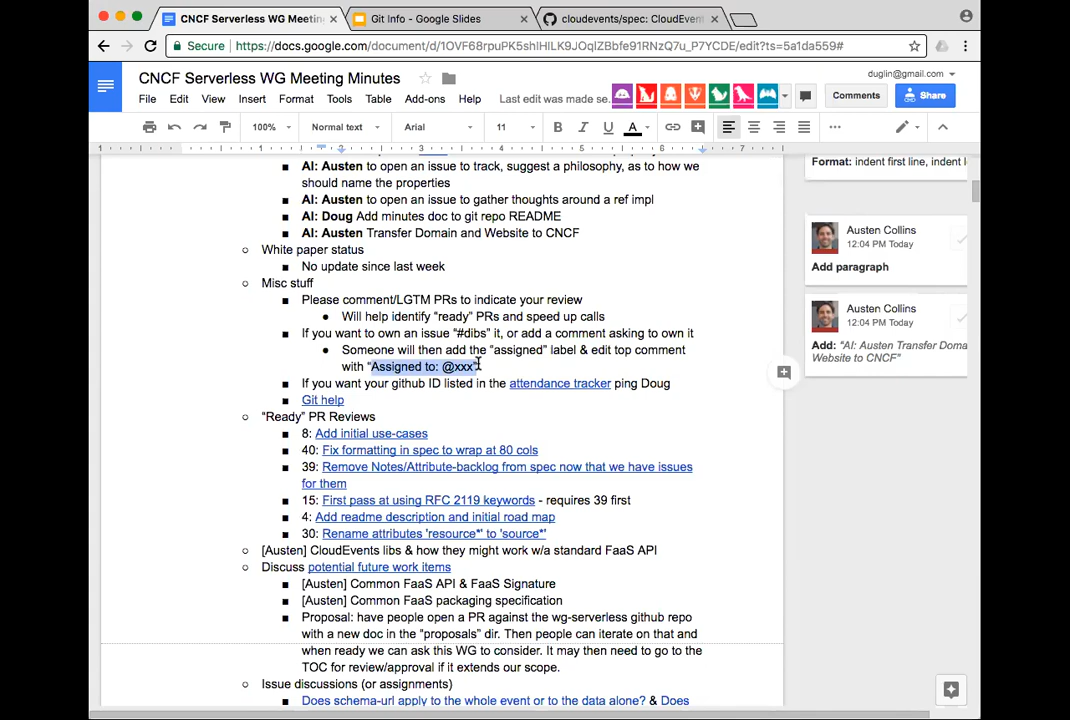 CNCF Serverless WG Meeting
Git Info - Google Slides
cloudevents/spec: CloudEven
Secure
https://docs.google.com/document/d/1OVF68rpuPK5shlHlLK9JOqlZBbfe91RNzQ7u_P7YCDE/edit?ts=5a1da559#
CNCF Serverless WG Meeting Minutes
duglin@gmail.com
File Edit View Insert Format Tools Table Add-ons Help Last edit was made se..
Comments
Share
100% Normal text Arial 11 B I U A
1 1 2 3 4 5 6 7
AI: Austen to open an issue to track, suggest a philosophy, as to how we
should name the properties
AI: Austen to open an issue to gather thoughts around a ref impl
AI: Doug Add minutes doc to git repo README
AI: Austen Transfer Domain and Website to CNCF
White paper status
No update since last week
Misc stuff
Please comment/LGTM PRs to indicate your review
Will help identify “ready” PRs and speed up calls
If you want to own an issue “#dibs” it, or add a comment asking to own it
Someone will then add the “assigned” label & edit top comment
with “Assigned to: @xxx”
If you want your github ID listed in the attendance tracker ping Doug
Git help
“Ready” PR Reviews
8: Add initial use-cases
40: Fix formatting in spec to wrap at 80 cols
39: Remove Notes/Attribute-backlog from spec now that we have issues
for them
15: First pass at using RFC 2119 keywords - requires 39 first
4: Add readme description and initial road map
30: Rename attributes 'resource*' to 'source*'
[Austen] CloudEvents libs & how they might work w/a standard FaaS API
Discuss potential future work items
[Austen] Common FaaS API & FaaS Signature
[Austen] Common FaaS packaging specification
Proposal: have people open a PR against the wg-serverless github repo
with a new doc in the “proposals” dir. Then people can iterate on that and
when ready we can ask this WG to consider. It may then need to go to the
TOC for review/approval if it extends our scope.
Issue discussions (or assignments)
Does schema-url apply to the whole event or to the data alone? & Does
Format: indent first line, indent l
Austen Collins
12:04 PM Today
Add paragraph
Austen Collins
12:04 PM Today
Add: “AI: Austen Transfer Doma
Website to CNCF”